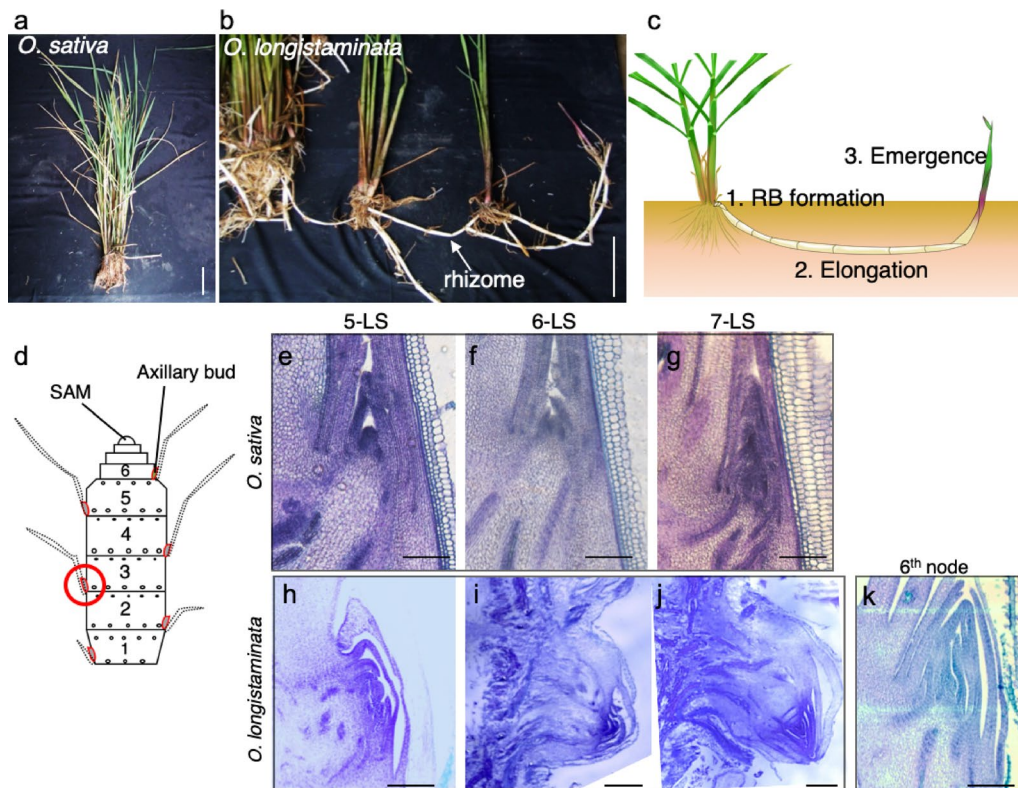 a
O. sativa
b
O. longistaminata
rhizome
c
3. Emergence
1. RB formation
2. Elongation
d
SAM
Axillary bud
6
5
4
3
2
1
5-LS
6-LS
7-LS
O. sativa
e
f
g
O. longistaminata
h
i
j
6th node
k